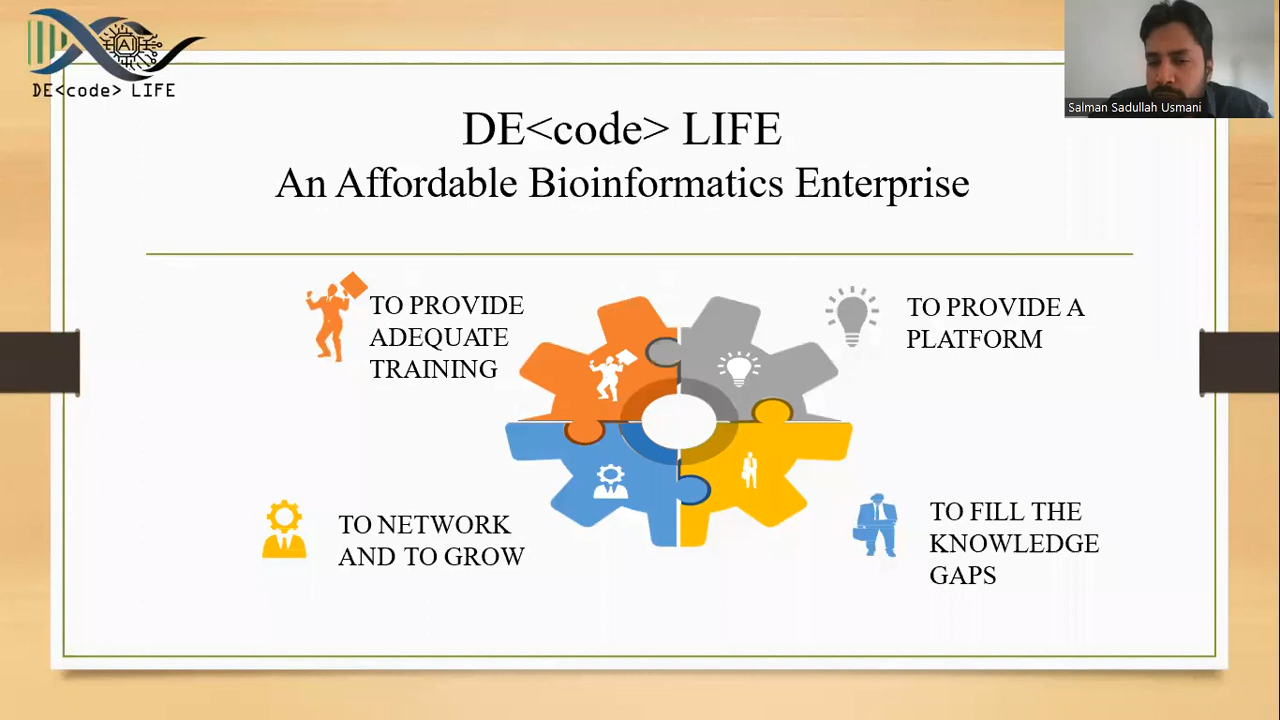 AI
DE<code> LIFE
Salman Sadullah Usmani
DE<code> LIFE
An Affordable Bioinformatics Enterprise
TO PROVIDE
ADEQUATE
TRAINING
TO PROVIDE A
PLATFORM
TO NETWORK
AND TO GROW
TO FILL THE
KNOWLEDGE
GAPS